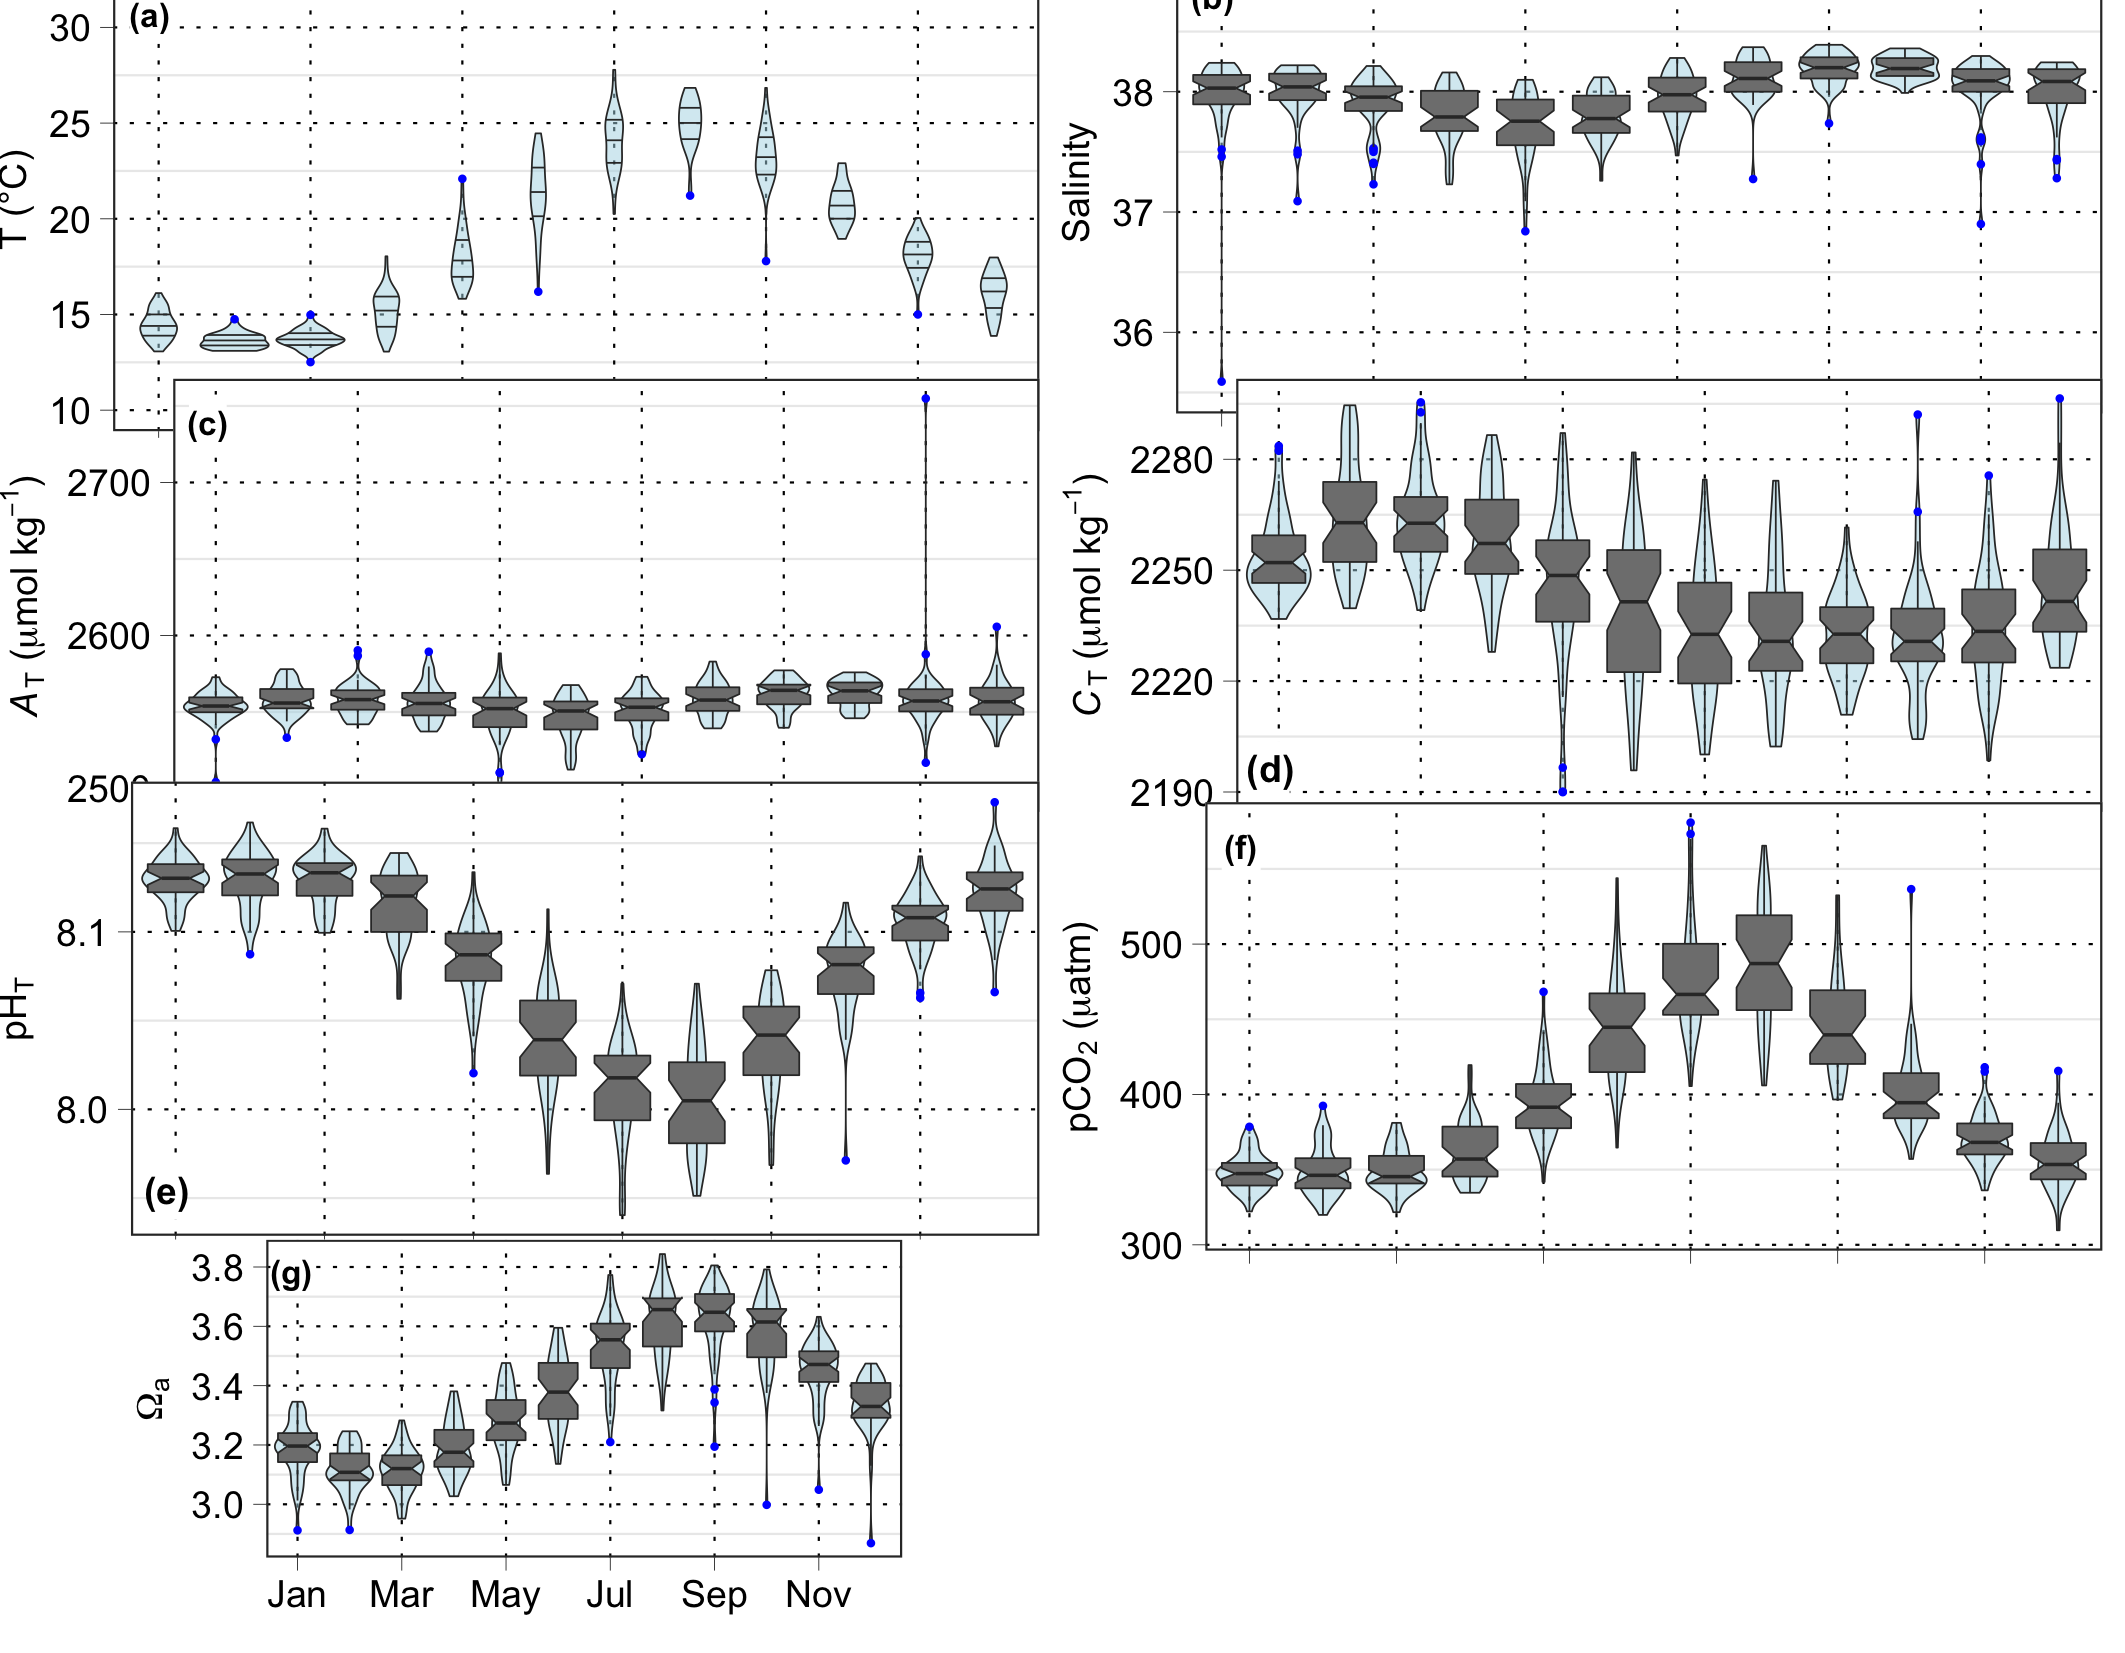 (a)
30
25
20
15
10
T (°C)
(b)
38
37
36
Salinity
(c)
2700
2600
250
A_T (µmol kg⁻¹)
2280
2250
2220
2190
C_T (µmol kg⁻¹)
(d)
8.1
8.0
pH_T
(e)
(f)
500
400
300
pCO₂ (µatm)
(g)
3.8
3.6
3.4
3.2
3.0
Ωₐ
Jan Mar May Jul Sep Nov